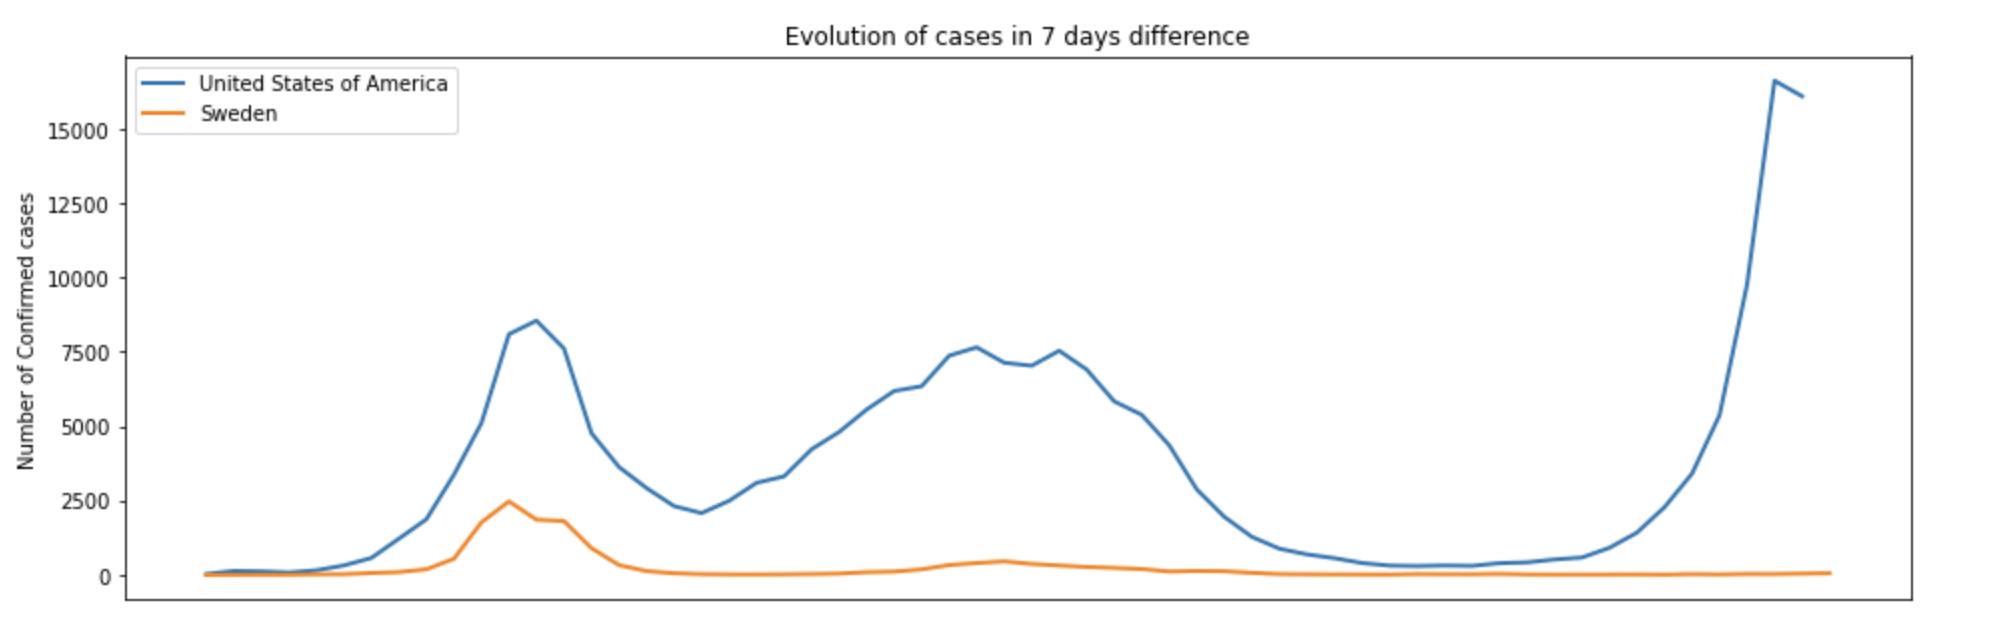 Evolution of cases in 7 days difference
United States of America
Sweden
Number of Confirmed cases
15000
12500
10000
7500
5000
2500
0